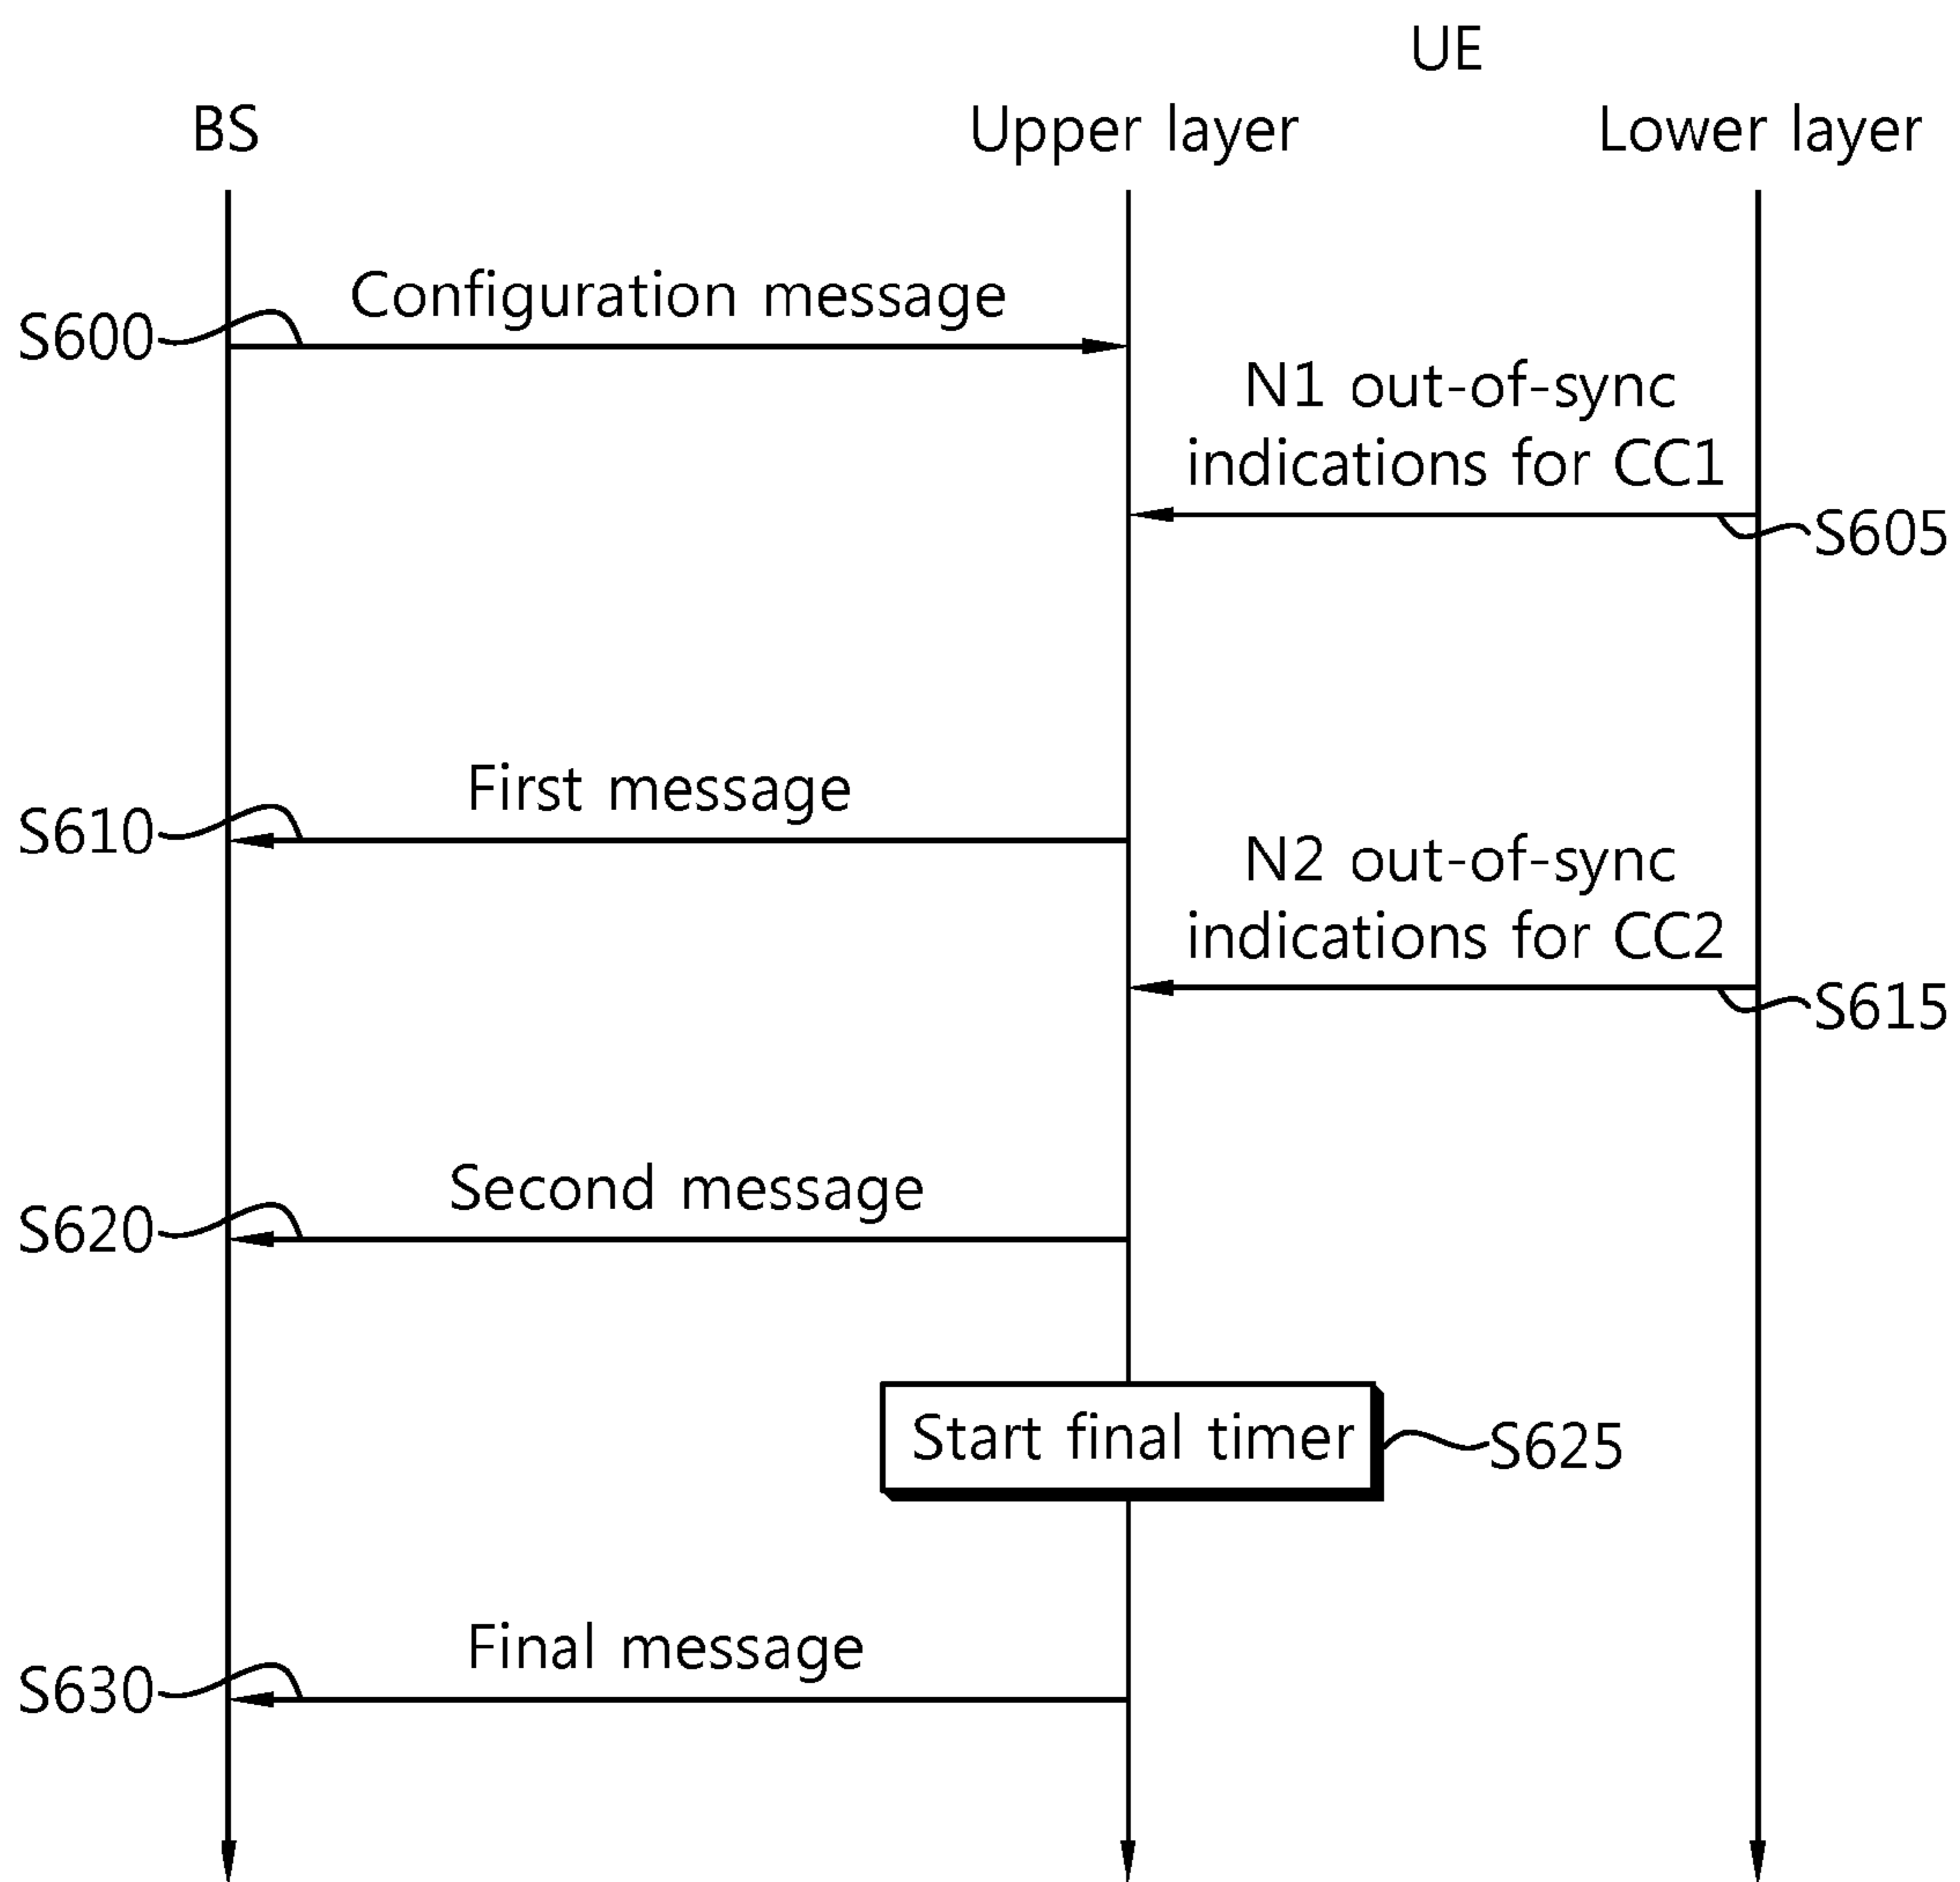 UE
BS
Upper layer
Lower layer
Configuration message
S600
N1 out-of-sync
indications for CC1
S605
First message
S610
N2 out-of-sync
indications for CC2
S615
Second message
S620
Start final timer
S625
Final message
S630